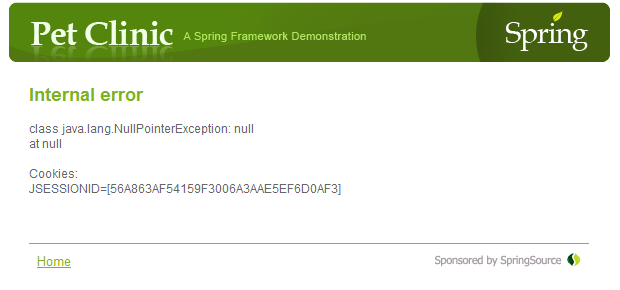 Pet Clinic A Spring Framework Demonstration Spring
Internal error
class java.lang.NullPointerException: null
at null
Cookies:
JSESSIONID=[56A863AF54159F3006A3AAE5EF6D0AF3]
Home Sponsored by SpringSource